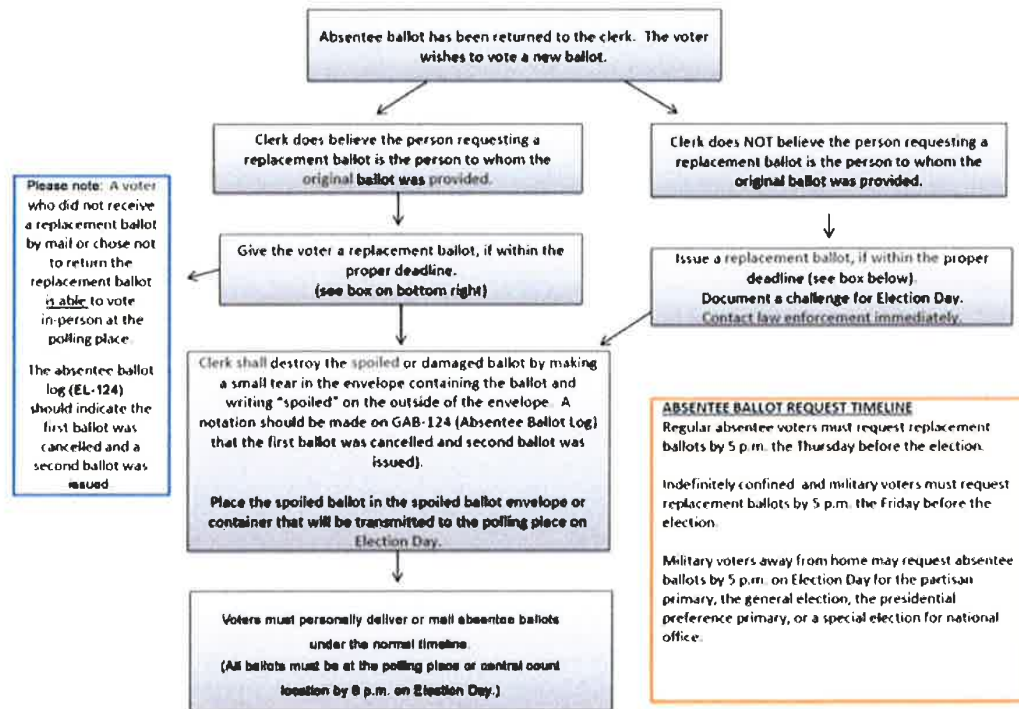 Absentee ballot has been returned to the clerk. The voter
wishes to vote a new ballot.
Clerk does believe the person requesting a
replacement ballot is the person to whom the
original ballot was provided.
Clerk does NOT believe the person requesting a
replacement ballot is the person to whom the
original ballot was provided.
Please note: A voter
who did not receive
a replacement ballot
by mail or chose not
to return the
replacement ballot
is able to vote
in-person at the
polling place.
The absentee ballot
log (EL-124)
should indicate the
first ballot was
cancelled and a
second ballot was
issued
Give the voter a replacement ballot, if within the
proper deadline.
(see box on bottom right)
Issue a replacement ballot, if within the proper
deadline (see box below).
Document a challenge for Election Day.
Contact law enforcement immediately.
Clerk shall destroy the spoiled or damaged ballot by making
a small tear in the envelope containing the ballot and
writing "spoiled" on the outside of the envelope. A
notation should be made on GAB-124 (Absentee Ballot Log)
that the first ballot was cancelled and second ballot was
issued).
Place the spoiled ballot in the spoiled ballot envelope or
container that will be transmitted to the polling place on
Election Day.
ABSENTEE BALLOT REQUEST TIMELINE
Regular absentee voters must request replacement
ballots by 5 p.m. the Thursday before the election.
Indefinitely confined and military voters must request
replacement ballots by 5 p.m. the Friday before the
election.
Military voters away from home may request absentee
ballots by 5 p.m. on Election Day for the partisan
primary, the general election, the presidential
preference primary, or a special election for national
office.
Voters must personally deliver or mail absentee ballots
under the normal timeline.
(All ballots must be at the polling place or central count
location by 8 p.m. on Election Day.)